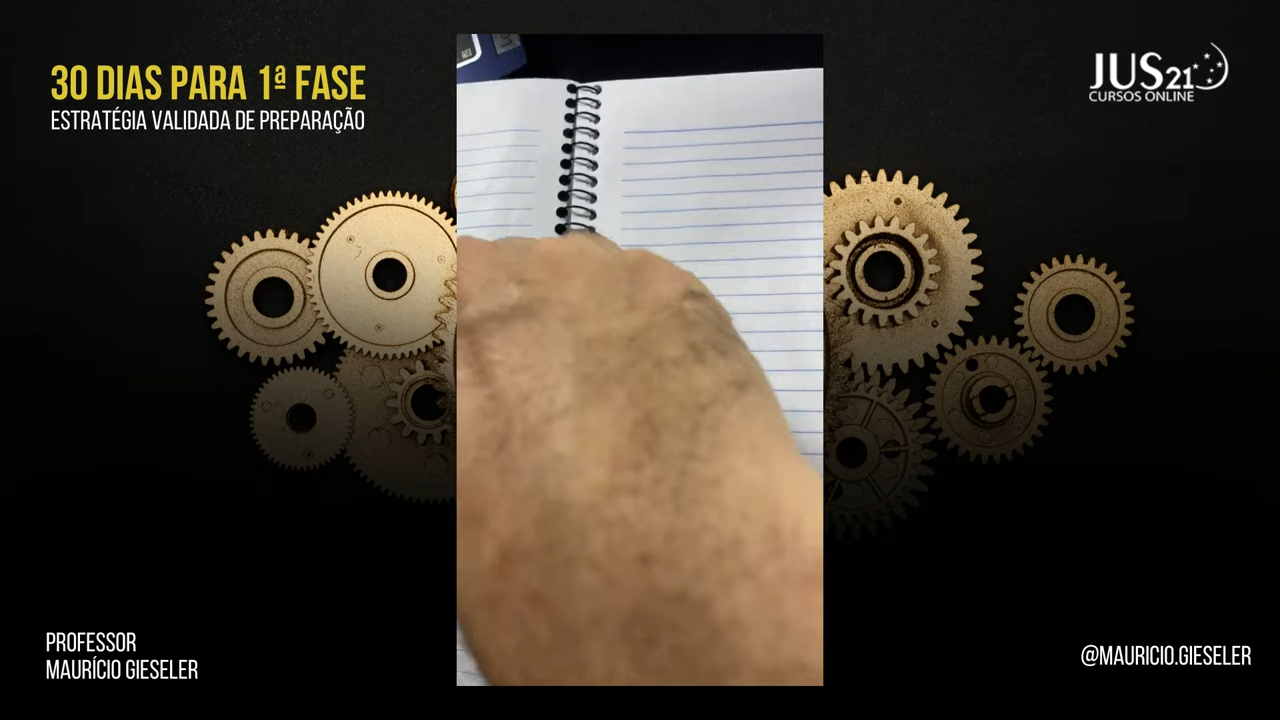 30 DIAS PARA 1ª FASE
ESTRATÉGIA VALIDADA DE PREPARAÇÃO
JUS21
CURSOS ONLINE
PROFESSOR
MAURÍCIO GIESELER
@MAURICIO.GIESELER